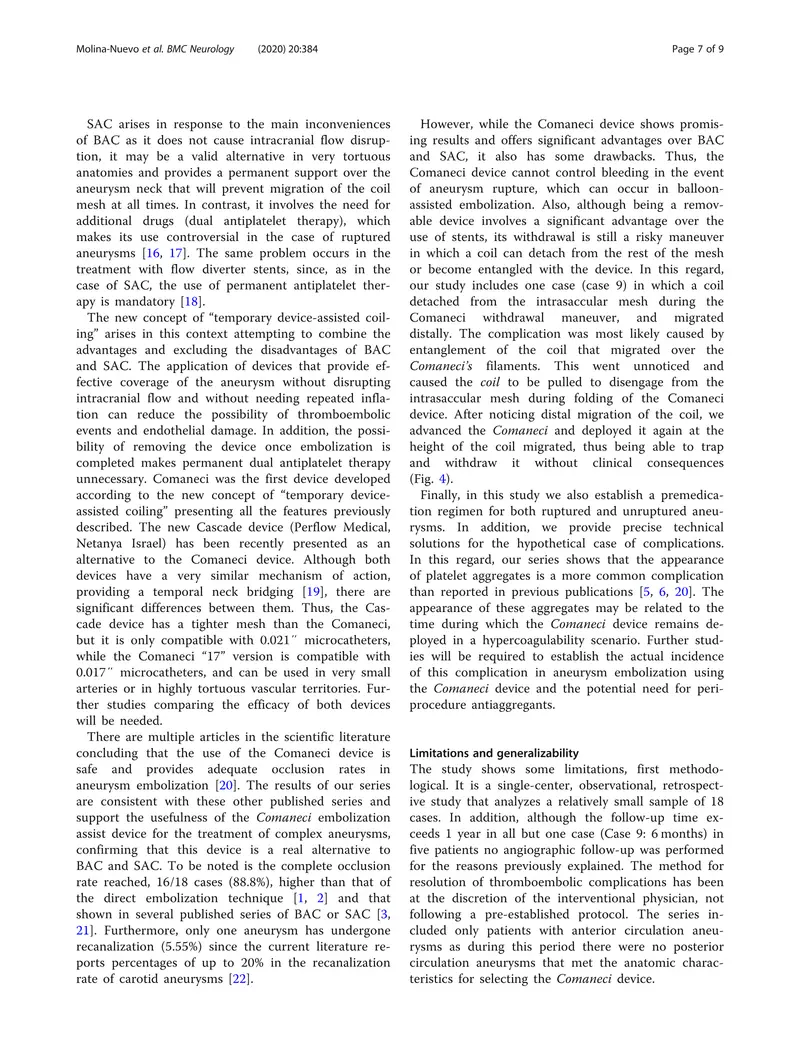 Molina-Nuevo et al. BMC Neurology (2020) 20:384 Page 7 of 9
SAC arises in response to the main inconveniences
of BAC as it does not cause intracranial flow disrup-
tion, it may be a valid alternative in very tortuous
anatomies and provides a permanent support over the
aneurysm neck that will prevent migration of the coil
mesh at all times. In contrast, it involves the need for
additional drugs (dual antiplatelet therapy), which
makes its use controversial in the case of ruptured
aneurysms [16, 17]. The same problem occurs in the
treatment with flow diverter stents, since, as in the
case of SAC, the use of permanent antiplatelet ther-
apy is mandatory [18].
The new concept of “temporary device-assisted coil-
ing” arises in this context attempting to combine the
advantages and excluding the disadvantages of BAC
and SAC. The application of devices that provide ef-
fective coverage of the aneurysm without disrupting
intracranial flow and without needing repeated infla-
tion can reduce the possibility of thromboembolic
events and endothelial damage. In addition, the possi-
bility of removing the device once embolization is
completed makes permanent dual antiplatelet therapy
unnecessary. Comaneci was the first device developed
according to the new concept of “temporary device-
assisted coiling” presenting all the features previously
described. The new Cascade device (Perflow Medical,
Netanya Israel) has been recently presented as an
alternative to the Comaneci device. Although both
devices have a very similar mechanism of action,
providing a temporal neck bridging [19], there are
significant differences between them. Thus, the Cas-
cade device has a tighter mesh than the Comaneci,
but it is only compatible with 0.021″ microcatheters,
while the Comaneci “17” version is compatible with
0.017″ microcatheters, and can be used in very small
arteries or in highly tortuous vascular territories. Fur-
ther studies comparing the efficacy of both devices
will be needed.
There are multiple articles in the scientific literature
concluding that the use of the Comaneci device is
safe and provides adequate occlusion rates in
aneurysm embolization [20]. The results of our series
are consistent with these other published series and
support the usefulness of the Comaneci embolization
assist device for the treatment of complex aneurysms,
confirming that this device is a real alternative to
BAC and SAC. To be noted is the complete occlusion
rate reached, 16/18 cases (88.8%), higher than that of
the direct embolization technique [1, 2] and that
shown in several published series of BAC or SAC [3,
21]. Furthermore, only one aneurysm has undergone
recanalization (5.55%) since the current literature re-
ports percentages of up to 20% in the recanalization
rate of carotid aneurysms [22].
However, while the Comaneci device shows promis-
ing results and offers significant advantages over BAC
and SAC, it also has some drawbacks. Thus, the
Comaneci device cannot control bleeding in the event
of aneurysm rupture, which can occur in balloon-
assisted embolization. Also, although being a remov-
able device involves a significant advantage over the
use of stents, its withdrawal is still a risky maneuver
in which a coil can detach from the rest of the mesh
or become entangled with the device. In this regard,
our study includes one case (case 9) in which a coil
detached from the intrasaccular mesh during the
Comaneci withdrawal maneuver, and migrated
distally. The complication was most likely caused by
entanglement of the coil that migrated over the
Comaneci’s filaments. This went unnoticed and
caused the coil to be pulled to disengage from the
intrasaccular mesh during folding of the Comaneci
device. After noticing distal migration of the coil, we
advanced the Comaneci and deployed it again at the
height of the coil migrated, thus being able to trap
and withdraw it without clinical consequences
(Fig. 4).
Finally, in this study we also establish a premedica-
tion regimen for both ruptured and unruptured aneu-
rysms. In addition, we provide precise technical
solutions for the hypothetical case of complications.
In this regard, our series shows that the appearance
of platelet aggregates is a more common complication
than reported in previous publications [5, 6, 20]. The
appearance of these aggregates may be related to the
time during which the Comaneci device remains de-
ployed in a hypercoagulability scenario. Further stud-
ies will be required to establish the actual incidence
of this complication in aneurysm embolization using
the Comaneci device and the potential need for peri-
procedure antiaggregants.
Limitations and generalizability
The study shows some limitations, first methodo-
logical. It is a single-center, observational, retrospect-
ive study that analyzes a relatively small sample of 18
cases. In addition, although the follow-up time ex-
ceeds 1 year in all but one case (Case 9: 6 months) in
five patients no angiographic follow-up was performed
for the reasons previously explained. The method for
resolution of thromboembolic complications has been
at the discretion of the interventional physician, not
following a pre-established protocol. The series in-
cluded only patients with anterior circulation aneu-
rysms as during this period there were no posterior
circulation aneurysms that met the anatomic charac-
teristics for selecting the Comaneci device.